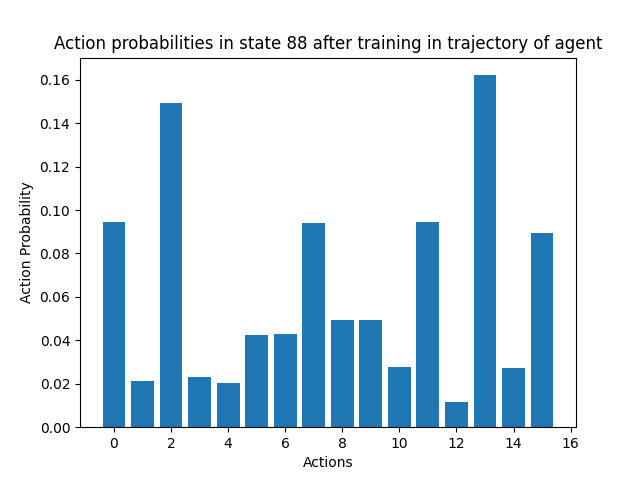 Action probabilities in state 88 after training in trajectory of agent
0.16
0.14
0.12
0.10
0.08
0.06
0.04
0.02
0.00
Action Probability
0 2 4 6 8 10 12 14 16
Actions